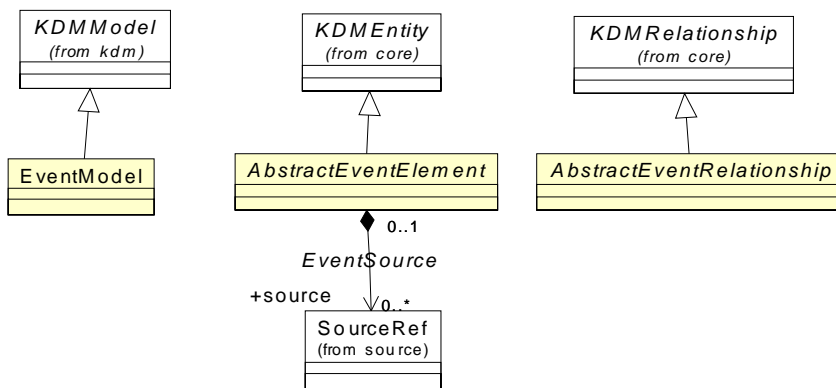 KDMModel
(from kdm)
KDMEntity
(from core)
KDMRelationship
(from core)
EventModel
AbstractEventElement
AbstractEventRelationship
0..1
EventSource
+source
0..*
SourceRef
(from source)